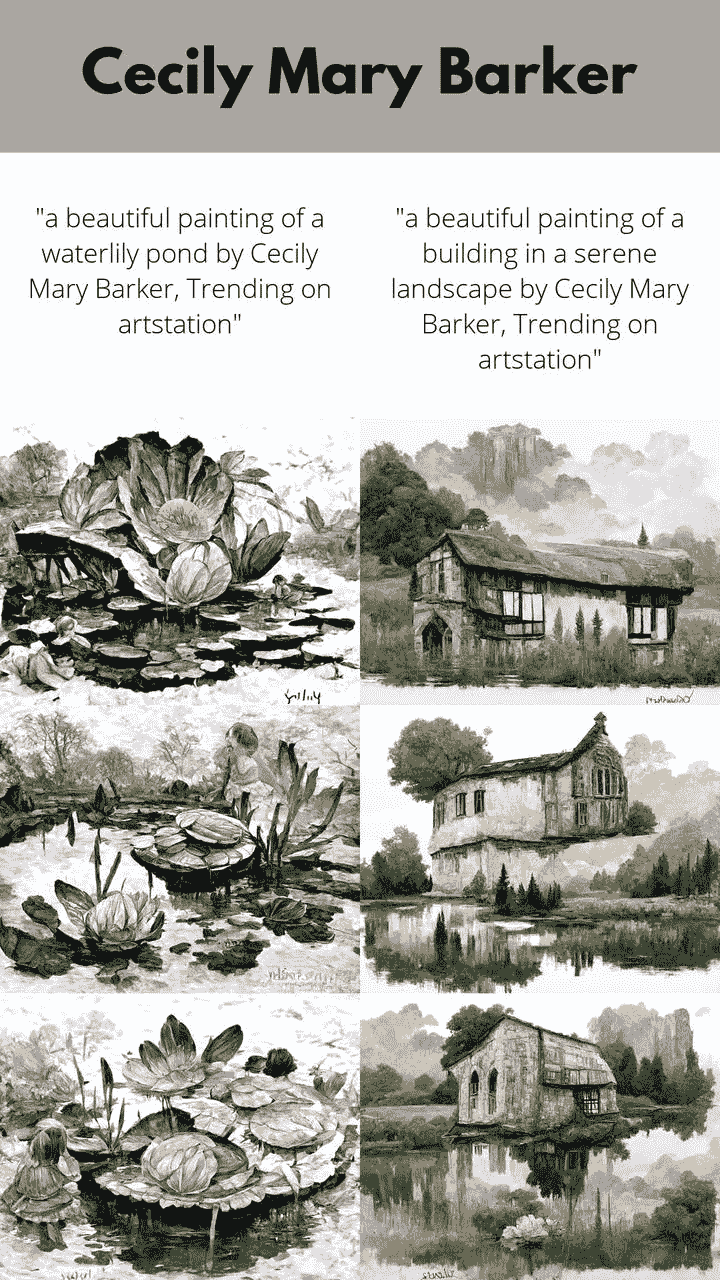 Cecily Mary Barker
"a beautiful painting of a
waterlily pond by Cecily
Mary Barker, Trending on
artstation"
"a beautiful painting of a
building in a serene
landscape by Cecily Mary
Barker, Trending on
artstation"